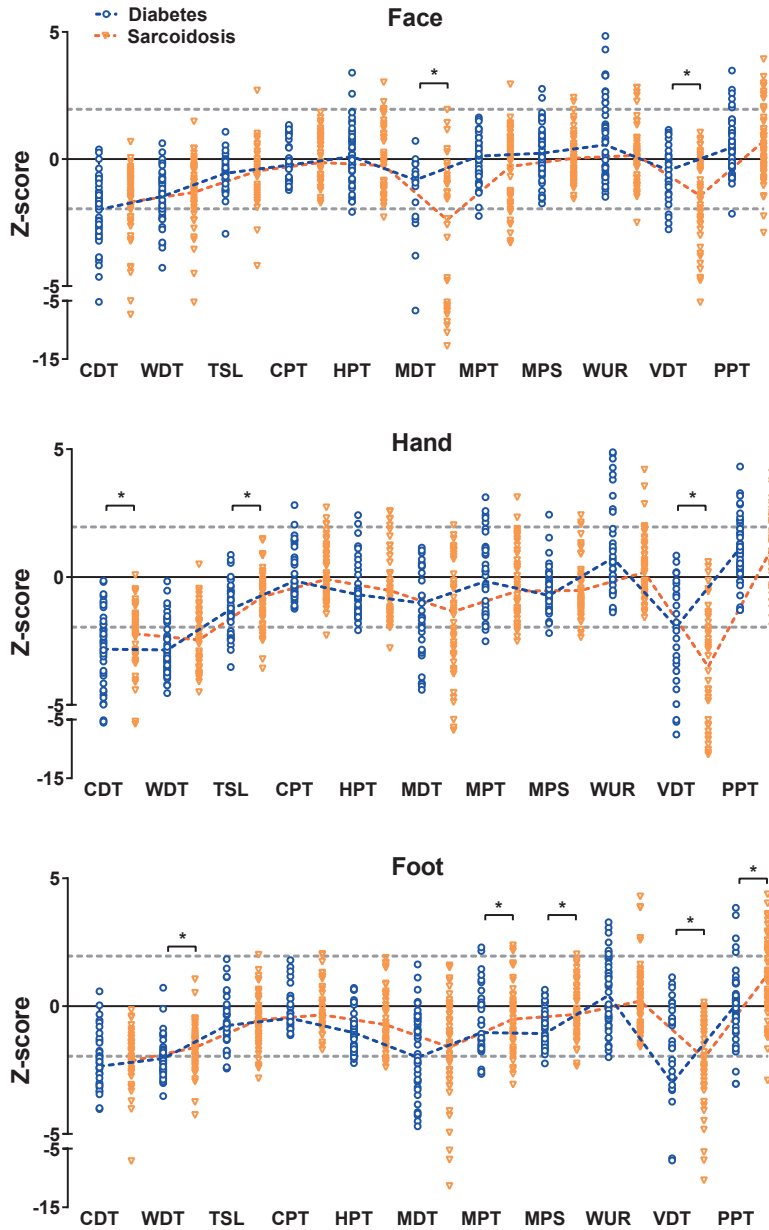 Face
Diabetes
Sarcoidosis
5
*
*
0
Z-score
-5
-5
-15
CDT WDT TSL CPT HPT MDT MPT MPS WUR VDT PPT
Hand
5
*
*
*
0
Z-score
-5
-5
-15
CDT WDT TSL CPT HPT MDT MPT MPS WUR VDT PPT
Foot
5
*
*
*
*
*
0
Z-score
-5
-5
-15
CDT WDT TSL CPT HPT MDT MPT MPS WUR VDT PPT